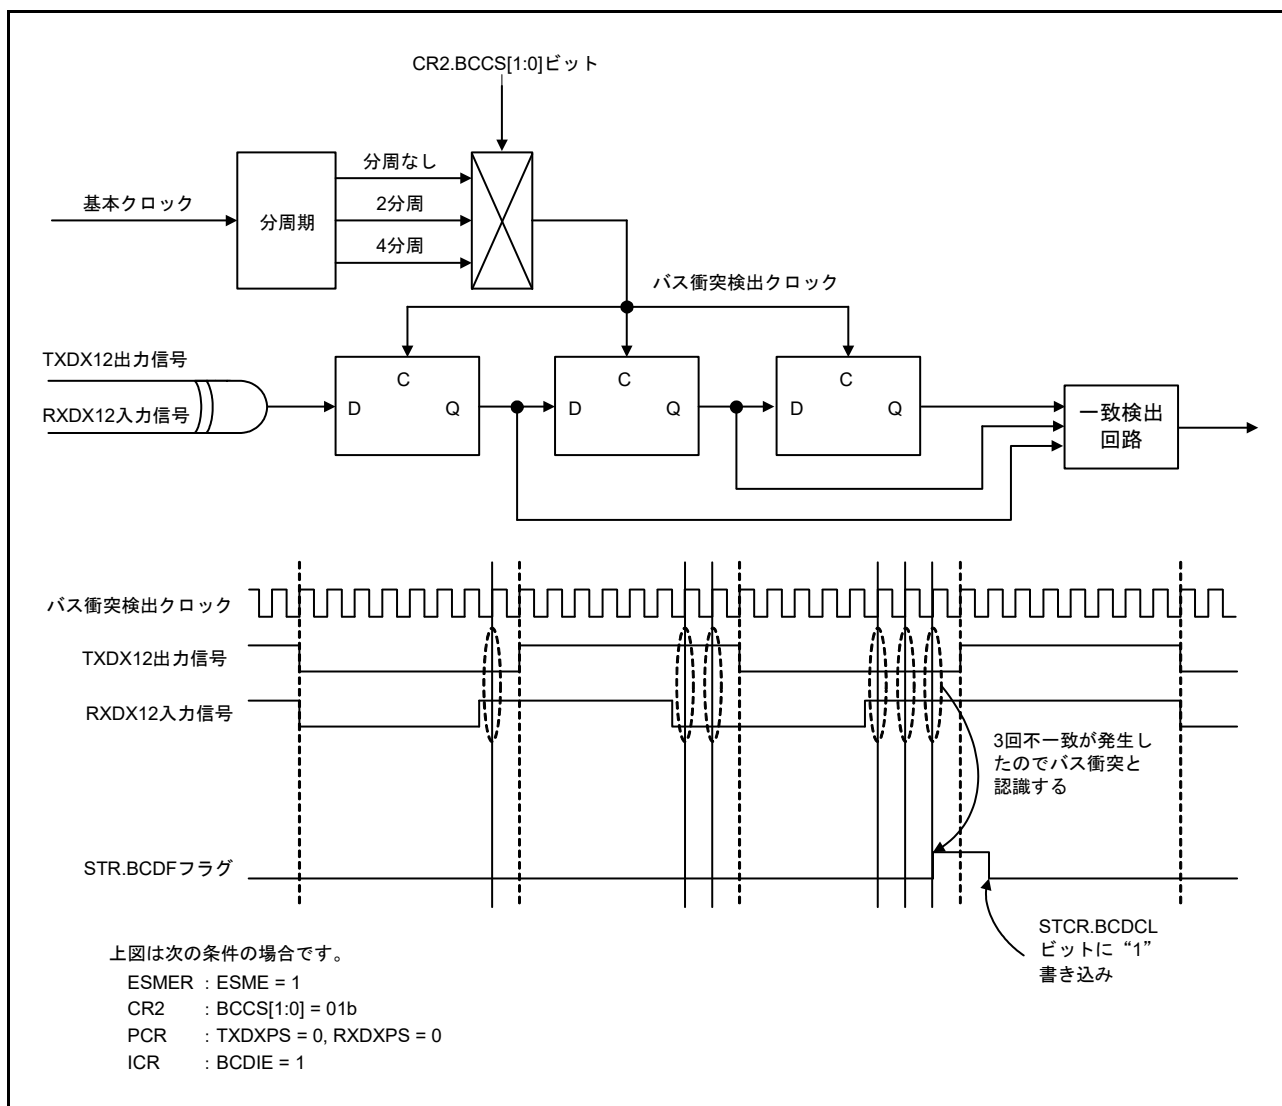 CR2.BCCS[1:0]ビット
分周なし
基本クロック
分周期
2分周
4分周
バス衝突検出クロック
TXDX12出力信号
RXDX12入力信号
C
D
Q
C
D
Q
C
D
Q
一致検出
回路
バス衝突検出クロック
TXDX12出力信号
RXDX12入力信号
3回不一致が発生し
たのでバス衝突と
認識する
STR.BCDFフラグ
STCR.BCDCL
ビットに“1”
書き込み
上図は次の条件の場合です。
ESMER : ESME = 1
CR2 : BCCS[1:0] = 01b
PCR : TXDXPS = 0, RXDXPS = 0
ICR : BCDIE = 1